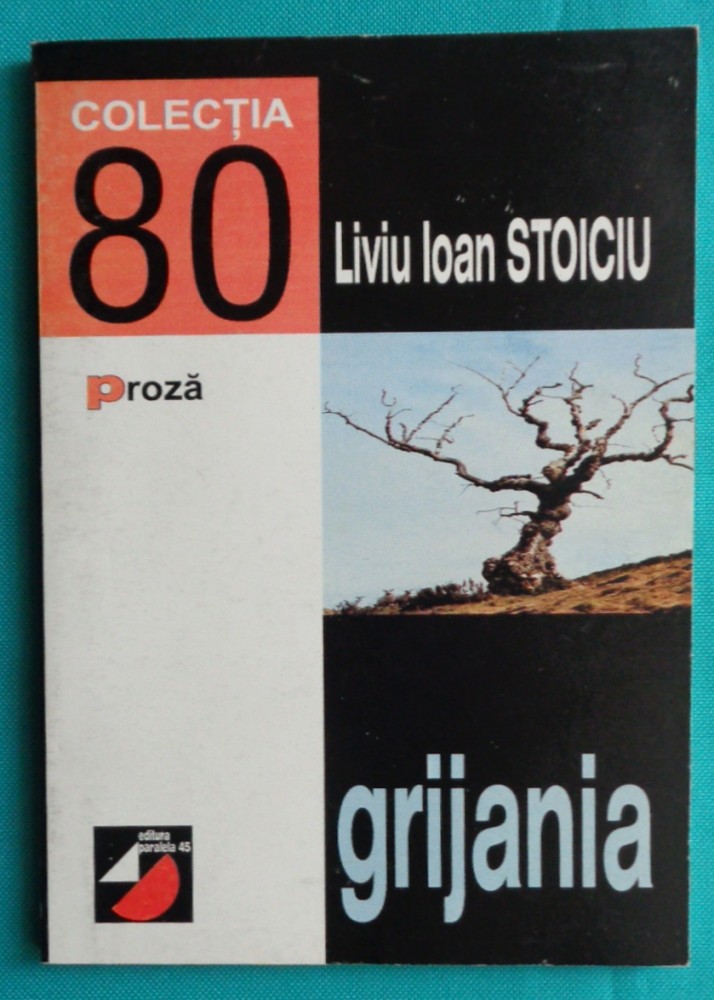 COLECȚIA
80
Liviu Ioan STOICIU
proză
grijania
editura
paralela 45